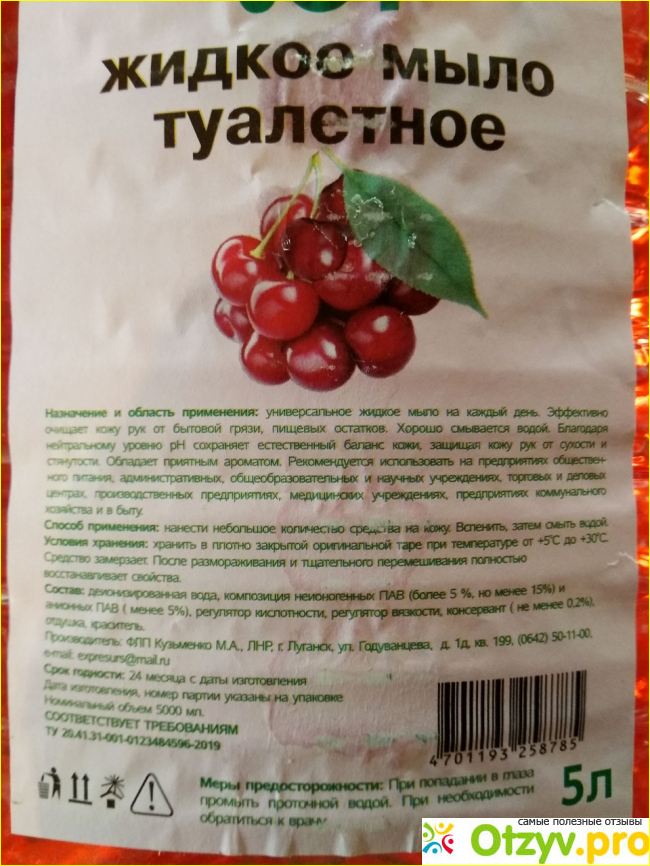 жидкое мыло
туалетное
Назначение и область применения: универсальное жидкое мыло на каждый день. Эффективно
очищает кожу рук от бытовой грязи, пищевых остатков. Хорошо смывается водой. Благодаря
нейтральному уровню pH сохраняет естественный баланс кожи, защищая кожу рук от сухости и
стянутости. Обладает приятным ароматом. Рекомендуется использовать на предприятиях обществен-
ного питания, административных, общеобразовательных и научных учреждениях, торговых и деловых
центрах, производственных предприятиях, медицинских учреждениях, предприятиях коммунального
хозяйства и в быту.
Способ применения: нанести небольшое количество средства на кожу. Вспенить, затем смыть водой.
Условия хранения: хранить в плотно закрытой оригинальной таре при температуре от +5°С до +30°С.
Средство замерзает. После размораживания и тщательного перемешивания полностью
восстанавливает свойства.
Состав: деионизированная вода, композиция неионогенных ПАВ (более 5 %, но менее 15%) и
анионных ПАВ ( менее 5%), регулятор кислотности, регулятор вязкости, консервант ( не менее 0,2%),
отдушка, краситель.
Производитель: ФЛП Кузьменко М.А., ЛНР, г. Луганск, ул. Годуванцева, д. 1д, кв. 199, (0642) 50-11-00.
e-mail: expresurs@mail.ru
Срок годности: 24 месяца с даты изготовления
Дата изготовления, номер партии указаны на упаковке
Номинальный объем 5000 мл.
СООТВЕТСТВУЕТ ТРЕБОВАНИЯМ
ТУ 20.41.31-001-0123484596-2019
4701193 258785
Меры предосторожности: При попадании в глаза
промыть проточной водой. При необходимости
обратиться к врачу
5л
самые полезные отзывы
Otzyv.pro